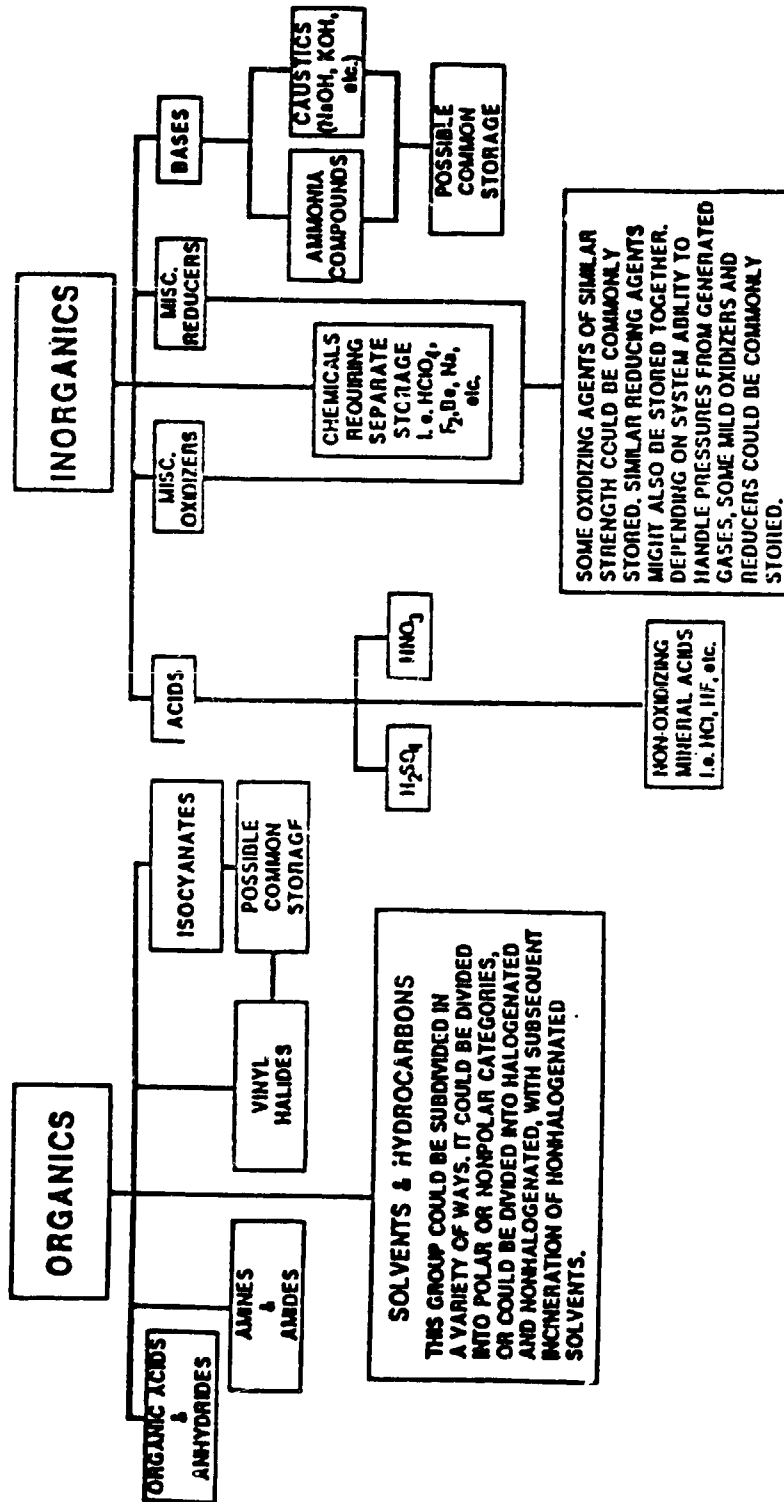 ORGANICS
ORGANIC ACIDS
&
ANHYDRIDES
AMINES
&
AMIDES
VINYL
HALIDES
ISOCYANATES
POSSIBLE
COMMON
STORAGE
SOLVENTS & HYDROCARBONS
THIS GROUP COULD BE SUBDIVIDED IN
A VARIETY OF WAYS. IT COULD BE DIVIDED
INTO POLAR OR NONPOLAR CATEGORIES,
OR COULD BE DIVIDED INTO HALOGENATED
AND NONHALOGENATED, WITH SUBSEQUENT
INCINERATION OF NONHALOGENATED
SOLVENTS.
INORGANICS
ACIDS
H₂SO₄
HNO₃
NON-OXIDIZING
MINERAL ACIDS
i.e. HCl, HF, etc.
MISC.
OXIDIZERS
CHEMICALS
REQUIRING
SEPARATE
STORAGE
i.e. HClO₄,
F₂, Be, Na,
etc.
MISC.
REDUCERS
BASES
AMMONIA
COMPOUNDS
CAUSTICS
(NaOH, KOH,
etc.)
POSSIBLE
COMMON
STORAGE
SOME OXIDIZING AGENTS OF SIMILAR
STRENGTH COULD BE COMMONLY
STORED. SIMILAR REDUCING AGENTS
MIGHT ALSO BE STORED TOGETHER.
DEPENDING ON SYSTEM ABILITY TO
HANDLE PRESSURES FROM GENERATED
GASES, SOME MILD OXIDIZERS AND
REDUCERS COULD BE COMMONLY
STORED.